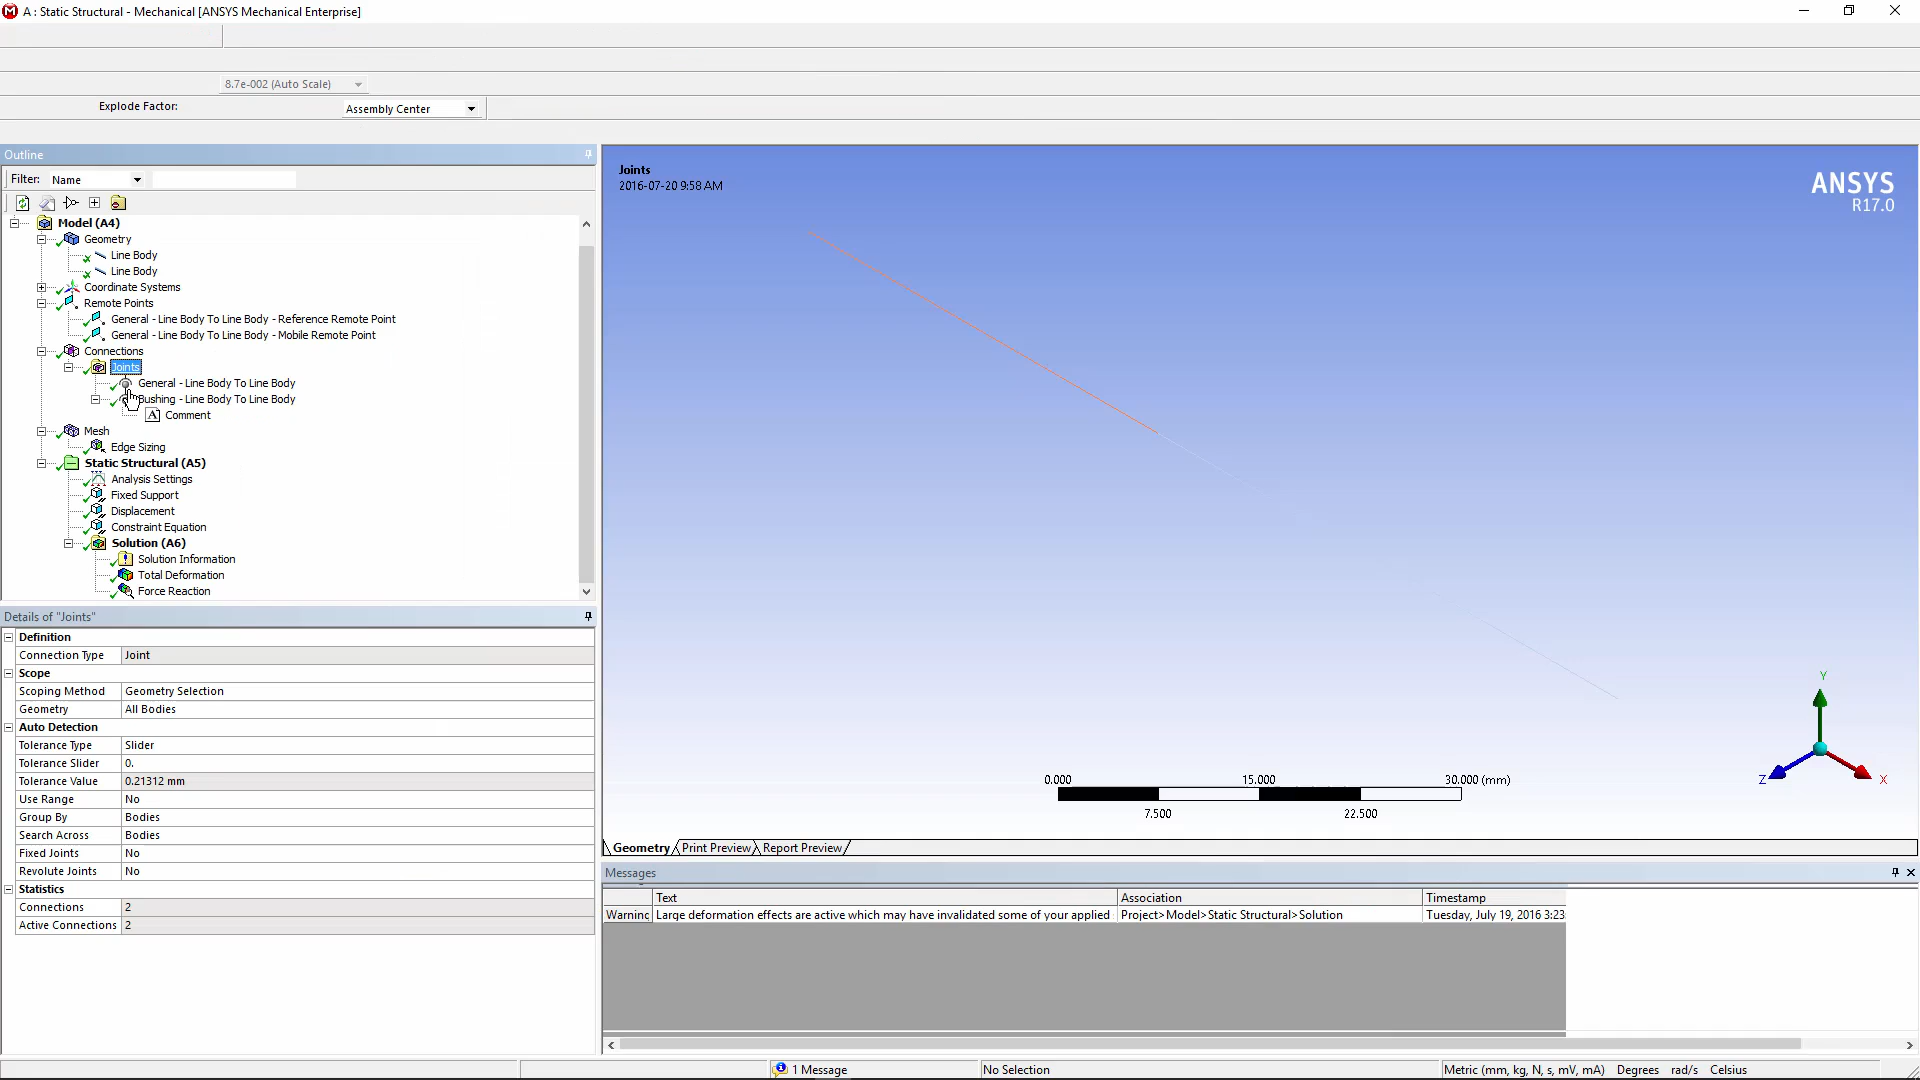 A : Static Structural - Mechanical [ANSYS Mechanical Enterprise]
8.7e-002 (Auto Scale)
Explode Factor:
Assembly Center
Outline
Filter: Name
Model (A4)
Geometry
Line Body
Line Body
Coordinate Systems
Remote Points
General - Line Body To Line Body - Reference Remote Point
General - Line Body To Line Body - Mobile Remote Point
Connections
Joints
General - Line Body To Line Body
Bushing - Line Body To Line Body
Comment
Mesh
Edge Sizing
Static Structural (A5)
Analysis Settings
Fixed Support
Displacement
Constraint Equation
Solution (A6)
Solution Information
Total Deformation
Force Reaction
Details of "Joints"
Definition
Connection Type Joint
Scope
Scoping Method Geometry Selection
Geometry All Bodies
Auto Detection
Tolerance Type Slider
Tolerance Slider 0.
Tolerance Value 0.21312 mm
Use Range No
Group By Bodies
Search Across Bodies
Fixed Joints No
Revolute Joints No
Statistics
Connections 2
Active Connections 2
Joints
2016-07-20 9:58 AM
ANSYS
R17.0
Y
Z
X
0.000 15.000 30.000 (mm)
7.500 22.500
Geometry Print Preview Report Preview
Messages
Text Association Timestamp
Warning Large deformation effects are active which may have invalidated some of your applied Project>Model>Static Structural>Solution Tuesday, July 19, 2016 3:23
1 Message
No Selection
Metric (mm, kg, N, s, mV, mA) Degrees rad/s Celsius